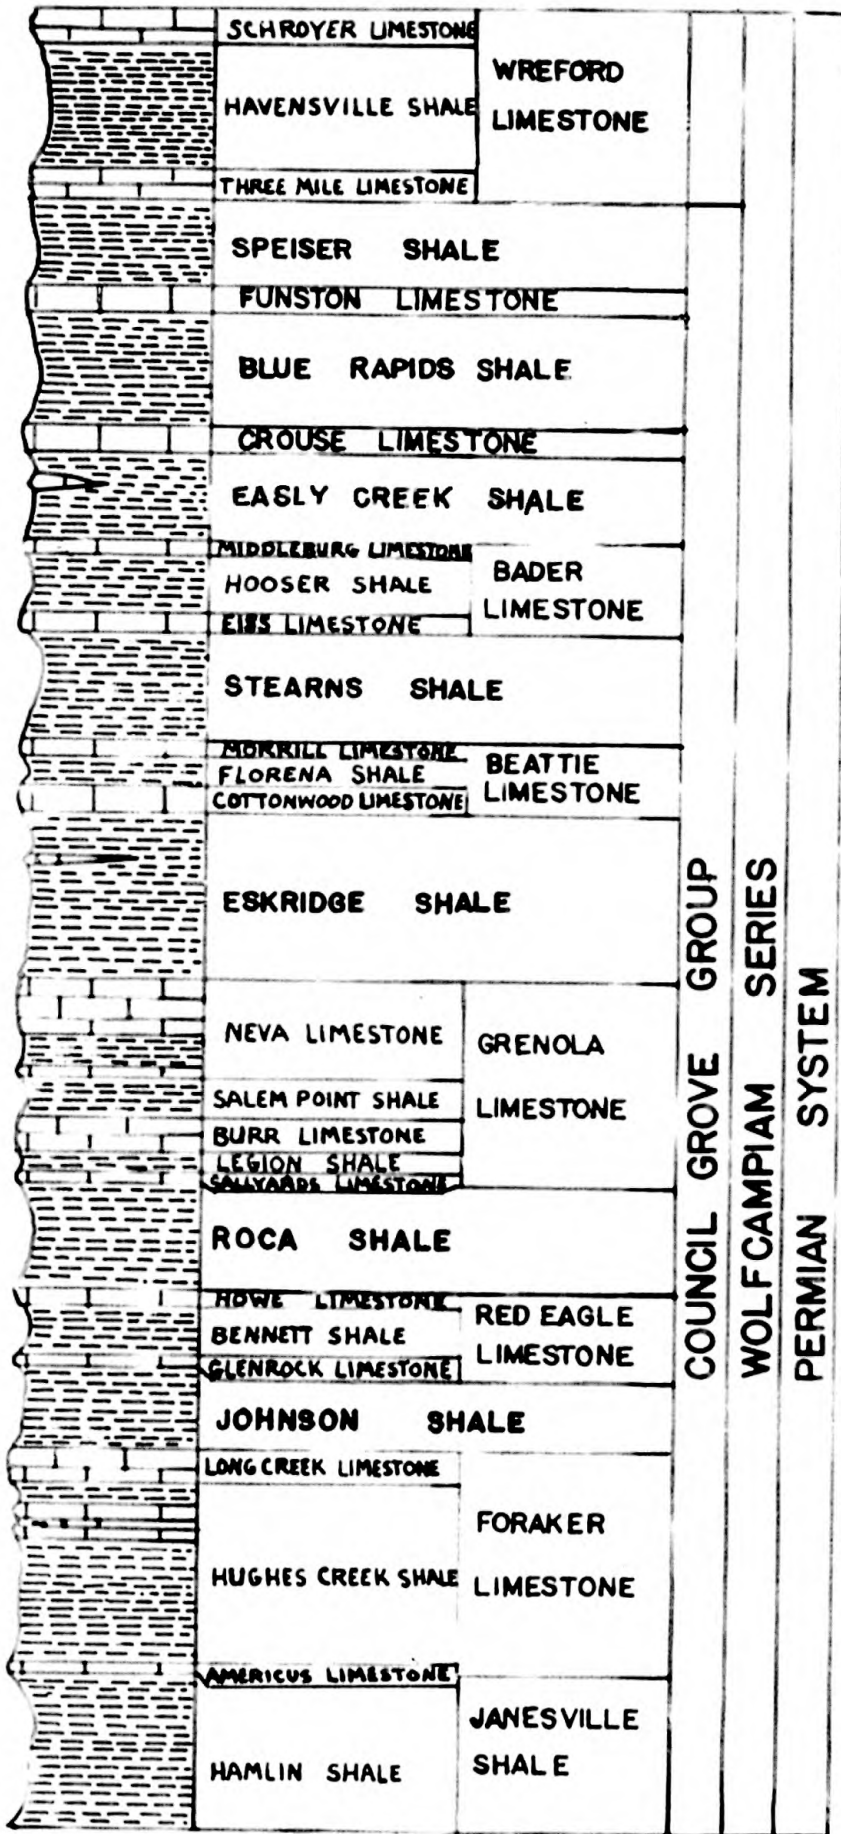 SCHROYER LIMESTONE
HAVENSVILLE SHALE
THREE MILE LIMESTONE
WREFORD
LIMESTONE
SPEISER SHALE
FUNSTON LIMESTONE
BLUE RAPIDS SHALE
CROUSE LIMESTONE
EASLY CREEK SHALE
MIDDLEBURG LIMESTONE
HOOSER SHALE
EISS LIMESTONE
BADER
LIMESTONE
STEARNS SHALE
MORRILL LIMESTONE
FLORENA SHALE
COTTONWOOD LIMESTONE
BEATTIE
LIMESTONE
ESKRIDGE SHALE
NEVA LIMESTONE
SALEM POINT SHALE
BURR LIMESTONE
LEGION SHALE
SALLYARDS LIMESTONE
GRENOLA
LIMESTONE
ROCA SHALE
HOWE LIMESTONE
BENNETT SHALE
GLENROCK LIMESTONE
RED EAGLE
LIMESTONE
JOHNSON SHALE
LONG CREEK LIMESTONE
HUGHES CREEK SHALE
AMERICUS LIMESTONE
FORAKER
LIMESTONE
HAMLIN SHALE
JANESVILLE
SHALE
COUNCIL GROVE GROUP
WOLFCAMPIAM SERIES
PERMIAN SYSTEM